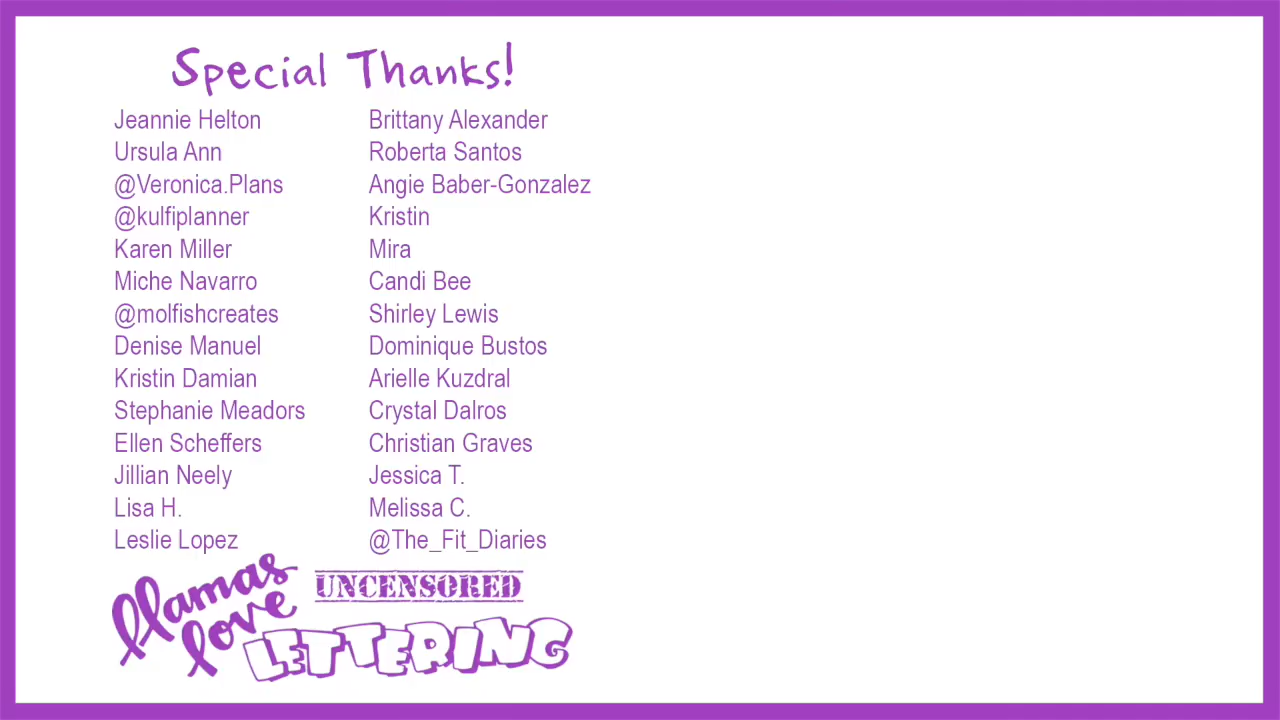 Special Thanks!
Jeannie Helton
Ursula Ann
@Veronica.Plans
@kulfiplanner
Karen Miller
Miche Navarro
@molfishcreates
Denise Manuel
Kristin Damian
Stephanie Meadors
Ellen Scheffers
Jillian Neely
Lisa H.
Leslie Lopez
Brittany Alexander
Roberta Santos
Angie Baber-Gonzalez
Kristin
Mira
Candi Bee
Shirley Lewis
Dominique Bustos
Arielle Kuzdral
Crystal Dalros
Christian Graves
Jessica T.
Melissa C.
@The_Fit_Diaries
llamas
love
UNCENSORED
LETTERING